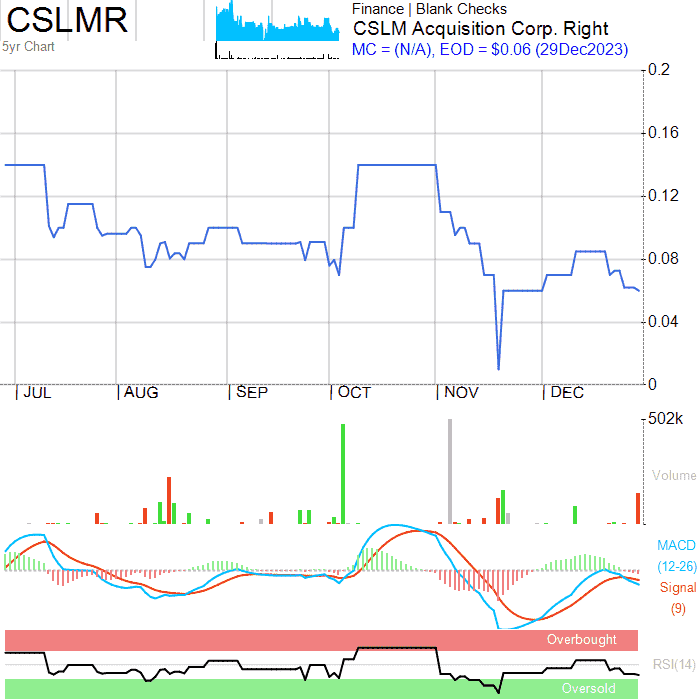 CSLMR
5yr Chart
Finance | Blank Checks
CSLM Acquisition Corp. Right
MC = (N/A), EOD = $0.06 (29Dec2023)
0.2
0.16
0.12
0.08
0.04
0
| JUL | AUG | SEP | OCT | NOV | DEC
502k
Volume
MACD
(12-26)
Signal
(9)
Overbought
RSI(14)
Oversold